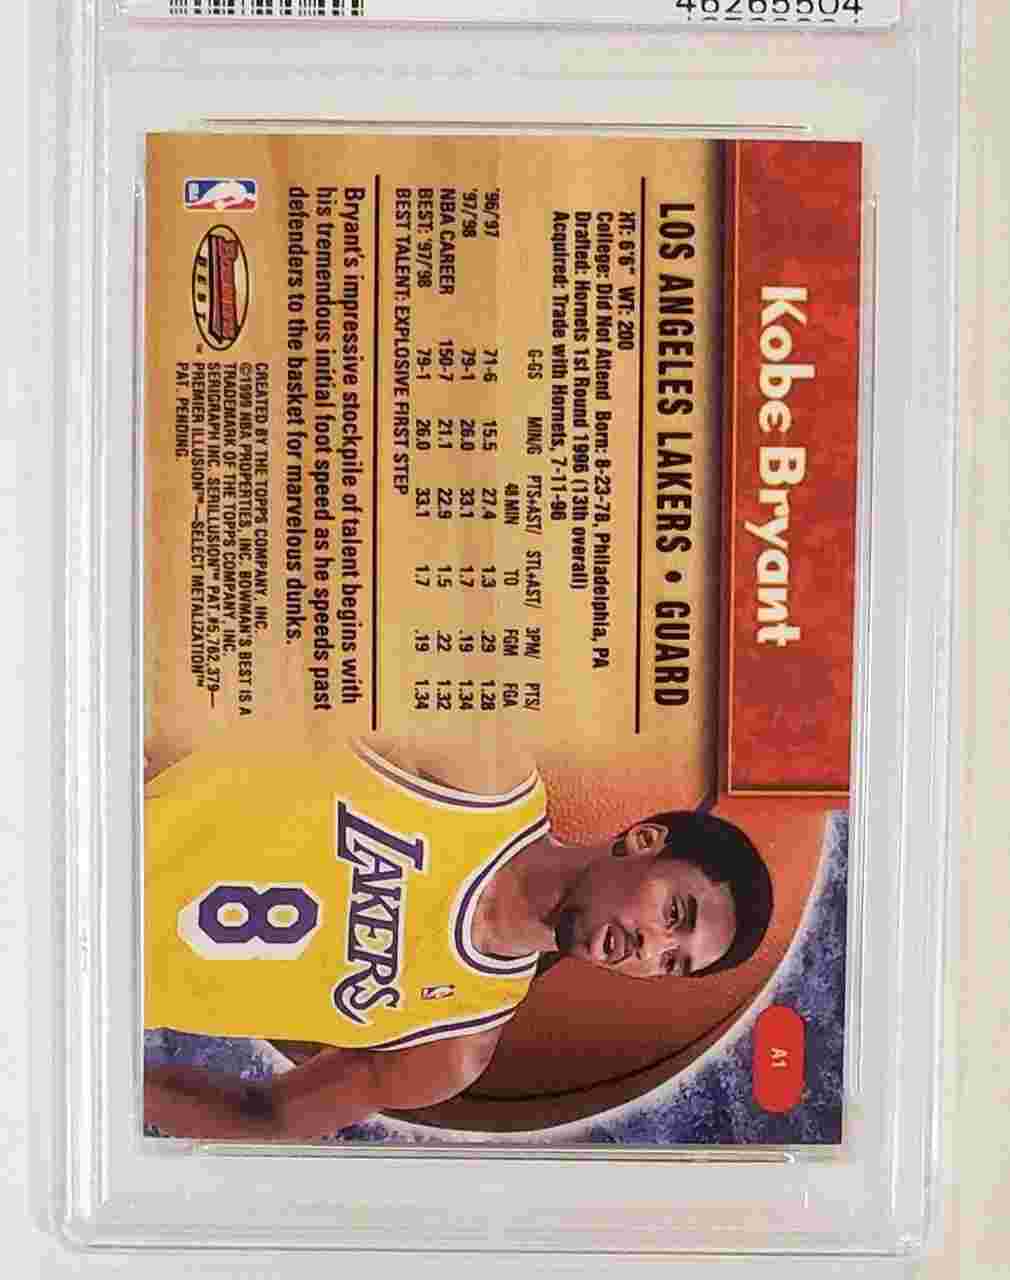 46265504
Kobe Bryant
LOS ANGELES LAKERS • GUARD
HT: 6'6" WT: 200
College: Did Not Attend Born: 8-23-78, Philadelphia, PA
Drafted: Hornets 1st Round 1996 (13th overall)
Acquired: Trade with Hornets, 7-11-96
G-GS MIN/G PTS+AST/ STL+AST/ 3PM/ PTS/
48 MIN TO FGM FGA
'96/'97 71-6 15.5 27.4 1.3 .29 1.28
'97/'98 79-1 26.0 33.1 1.7 .19 1.34
NBA CAREER 150-7 21.1 22.9 1.5 .22 1.32
BEST: '97/'98 79-1 26.0 33.1 1.7 .19 1.34
BEST TALENT: EXPLOSIVE FIRST STEP
Bryant's impressive stockpile of talent begins with
his tremendous initial foot speed as he speeds past
defenders to the basket for marvelous dunks.
NBA
Bowman's
BEST™
CREATED BY THE TOPPS COMPANY, INC.
©1999 NBA PROPERTIES, INC. BOWMAN'S BEST IS A
TRADEMARK OF THE TOPPS COMPANY, INC.
SERIGRAPH INC. SERILLUSION™ PAT.#5,762,379—
PREMIER ILLUSION™—SELECT METALIZATION™
PAT. PENDING.
LAKERS
8
A1